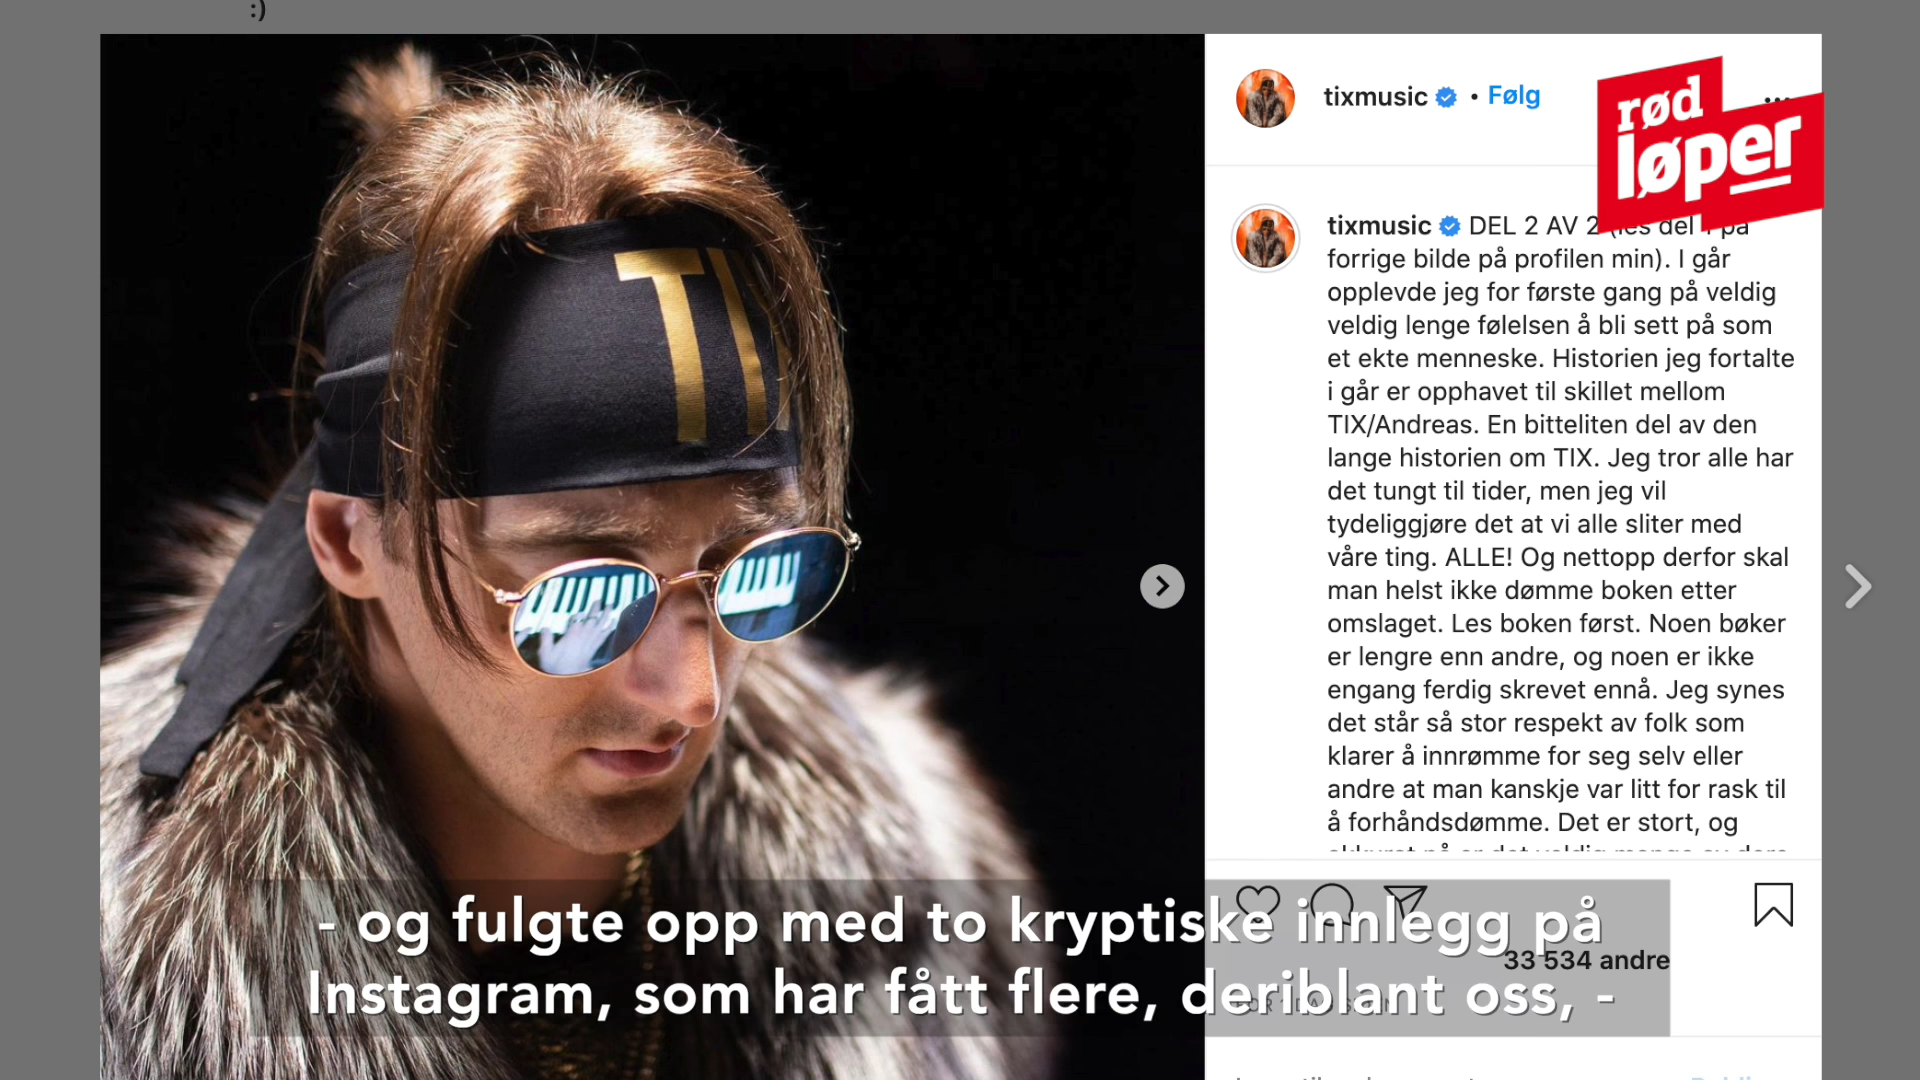 :)
TIX
tixmusic • Følg
rød
løper
tixmusic DEL 2 AV 2 (les del 1 på
forrige bilde på profilen min). I går
opplevde jeg for første gang på veldig
veldig lenge følelsen å bli sett på som
et ekte menneske. Historien jeg fortalte
i går er opphavet til skillet mellom
TIX/Andreas. En bitteliten del av den
lange historien om TIX. Jeg tror alle har
det tungt til tider, men jeg vil
tydeliggjøre det at vi alle sliter med
våre ting. ALLE! Og nettopp derfor skal
man helst ikke dømme boken etter
omslaget. Les boken først. Noen bøker
er lengre enn andre, og noen er ikke
engang ferdig skrevet ennå. Jeg synes
det står så stor respekt av folk som
klarer å innrømme for seg selv eller
andre at man kanskje var litt for rask til
å forhåndsdømme. Det er stort, og
33 534 andre
- og fulgte opp med to kryptiske innlegg på
Instagram, som har fått flere, deriblant oss, -